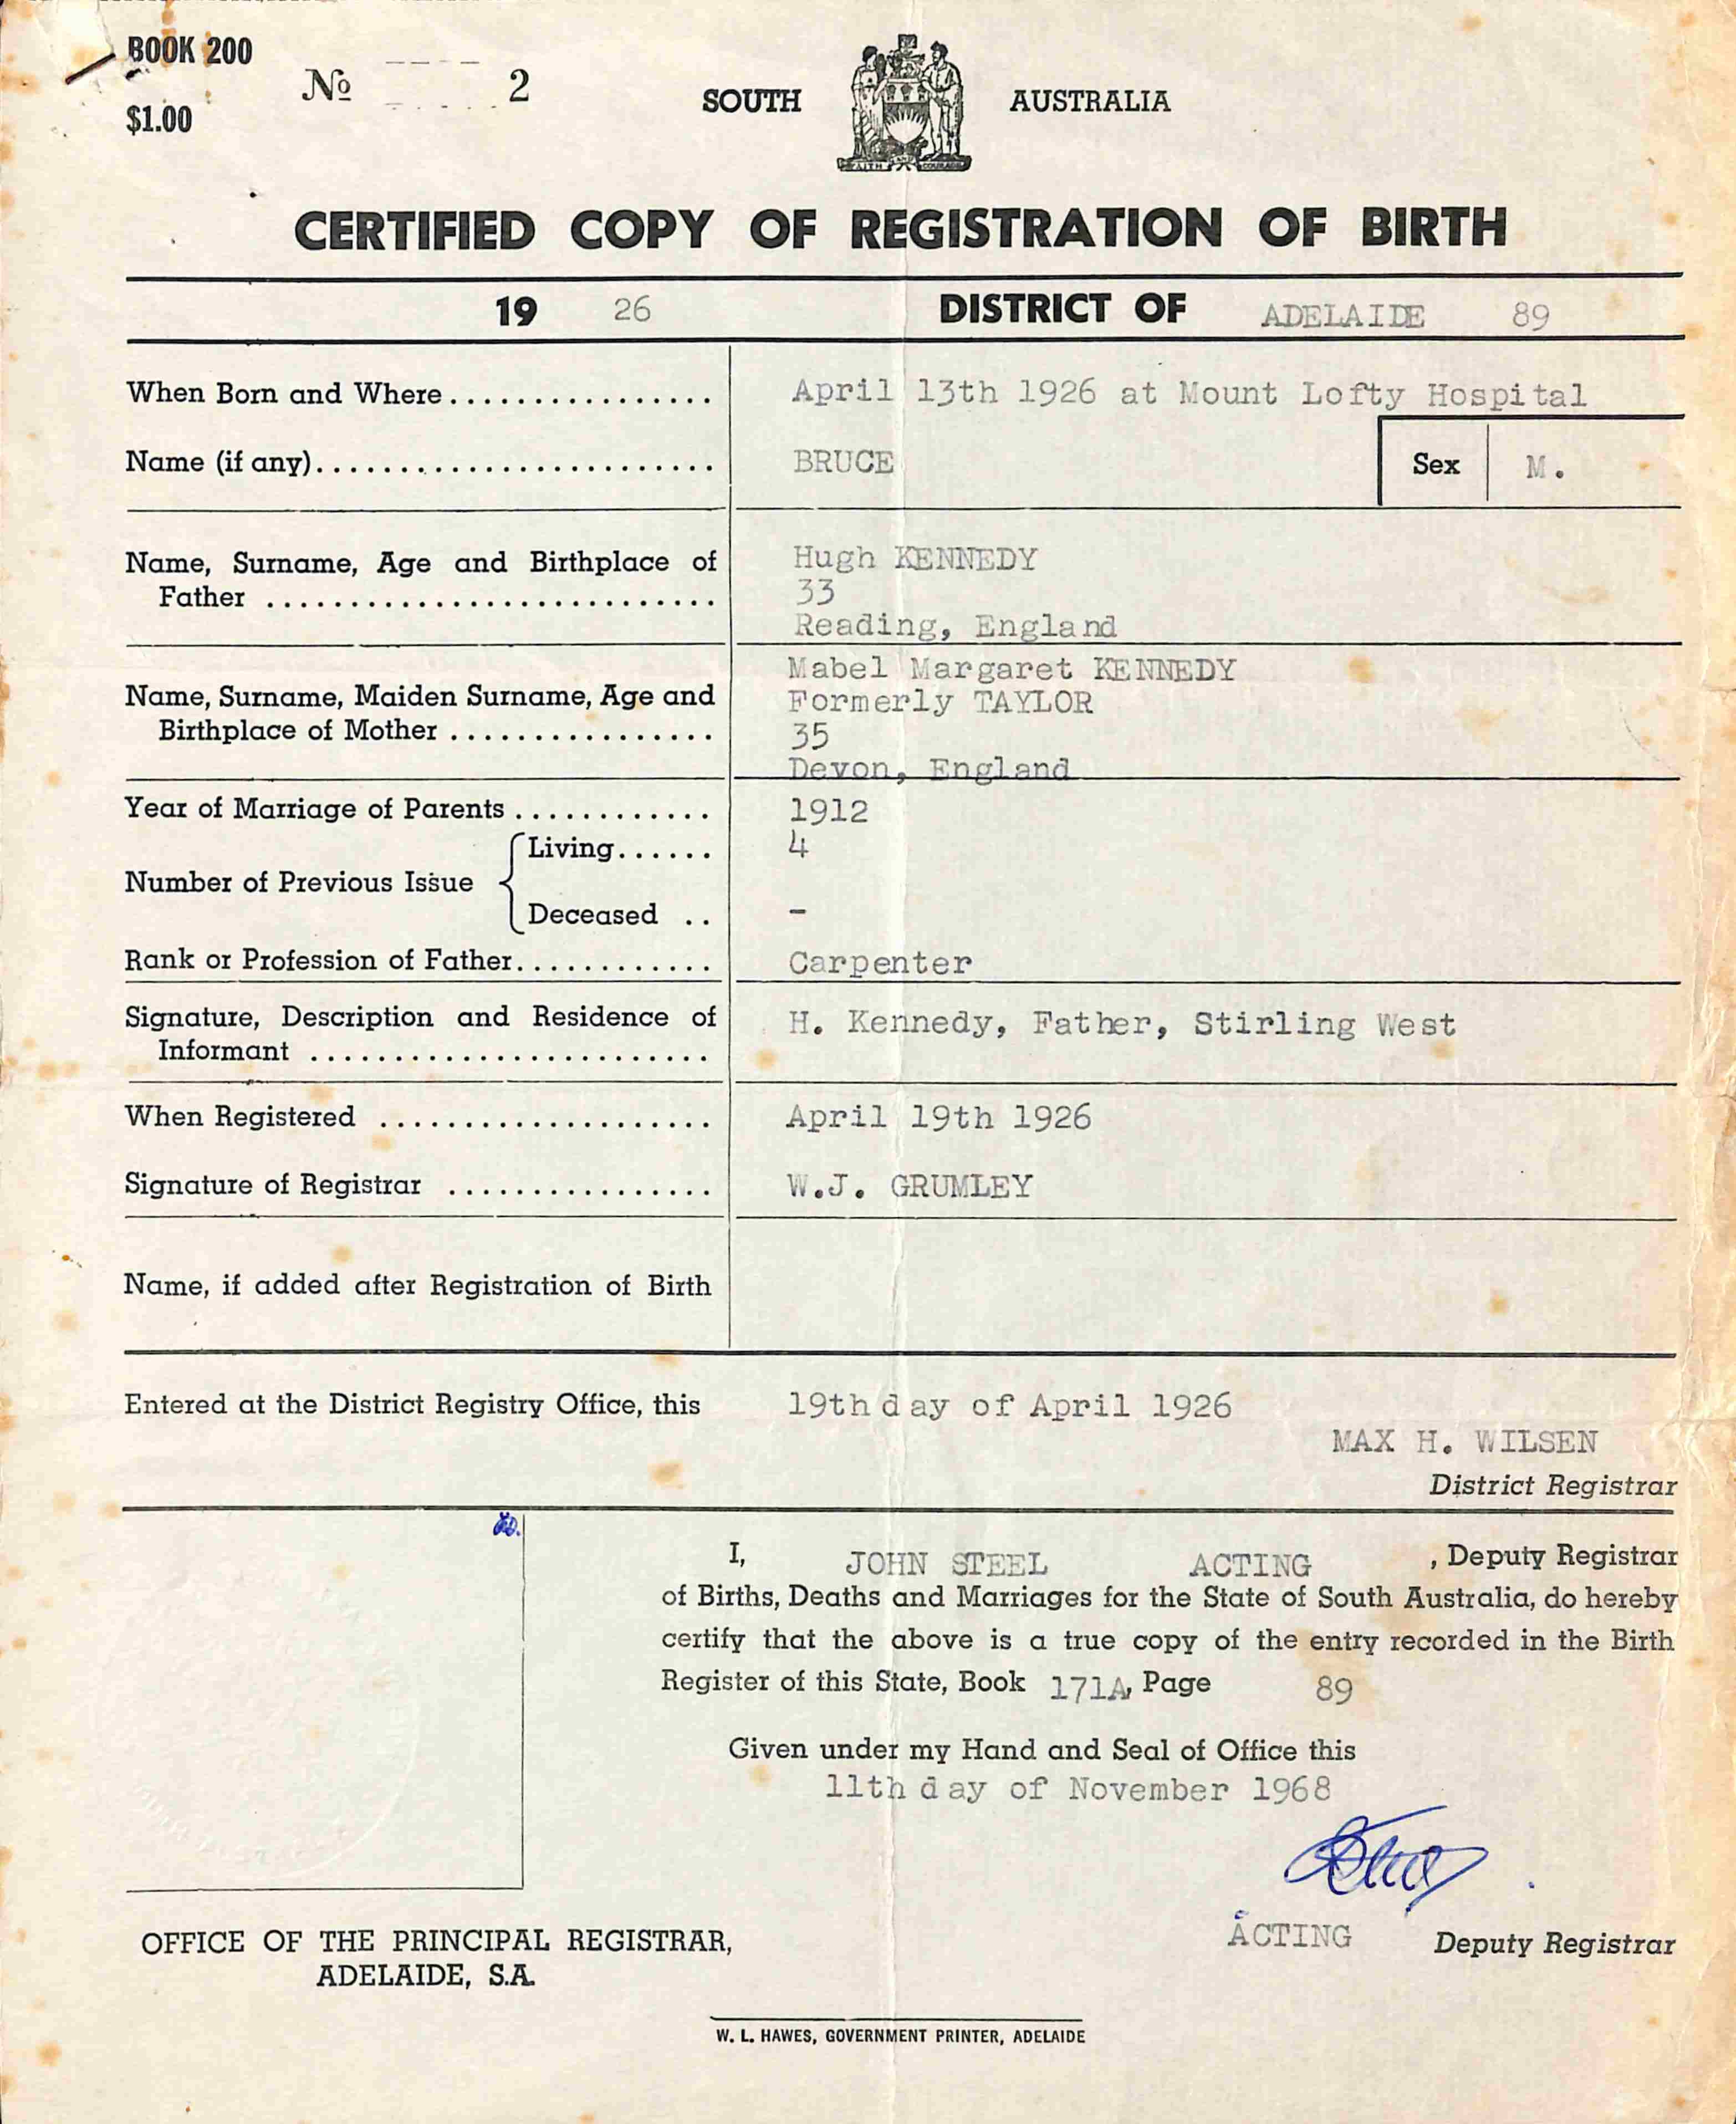 BOOK 200
$1.00
No 2
SOUTH AUSTRALIA
FAITH AND COURAGE
CERTIFIED COPY OF REGISTRATION OF BIRTH
19 26 DISTRICT OF ADELAIDE 89
When Born and Where................ April 13th 1926 at Mount Lofty Hospital
Name (if any)........................ BRUCE Sex M.
Name, Surname, Age and Birthplace of
Father ...........................
Hugh KENNEDY
33
Reading, England
Name, Surname, Maiden Surname, Age and
Birthplace of Mother ................
Mabel Margaret KENNEDY
Formerly TAYLOR
35
Devon, England
Year of Marriage of Parents ............ 1912
Number of Previous Issue
Living...... 4
Deceased .. -
Rank or Profession of Father............ Carpenter
Signature, Description and Residence of
Informant ........................
H. Kennedy, Father, Stirling West
When Registered .................... April 19th 1926
Signature of Registrar ................ W.J. GRUMLEY
Name, if added after Registration of Birth
Entered at the District Registry Office, this 19th day of April 1926
MAX H. WILSEN
District Registrar
I, JOHN STEEL ACTING , Deputy Registrar
of Births, Deaths and Marriages for the State of South Australia, do hereby
certify that the above is a true copy of the entry recorded in the Birth
Register of this State, Book 171A, Page 89
Given under my Hand and Seal of Office this
11th day of November 1968
ACTING Deputy Registrar
OFFICE OF THE PRINCIPAL REGISTRAR,
ADELAIDE, S.A.
W. L. HAWES, GOVERNMENT PRINTER, ADELAIDE